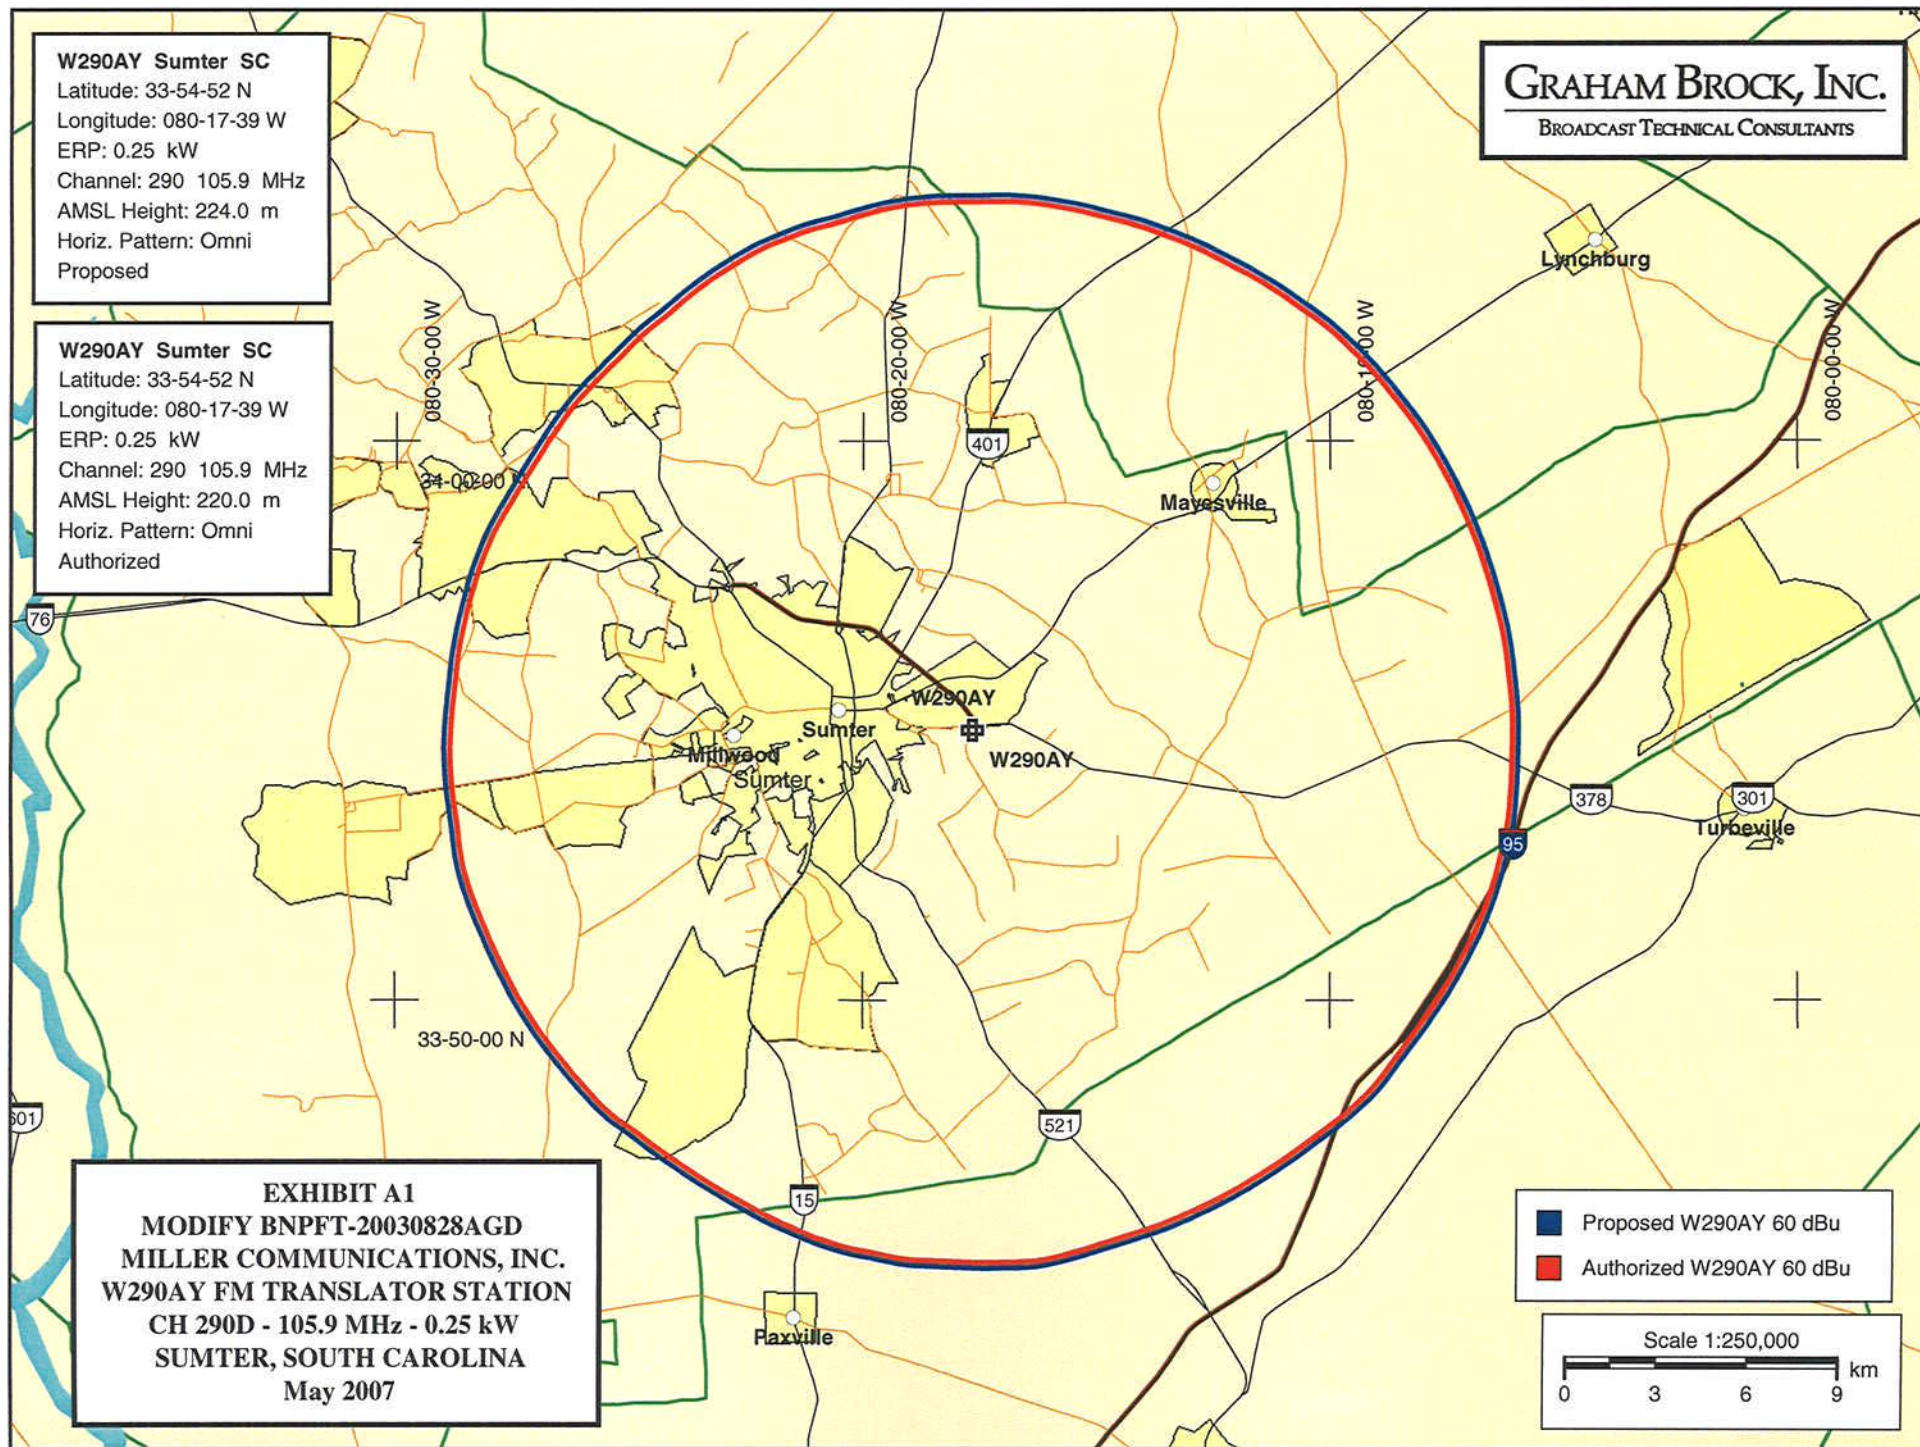 W290AY Sumter SC
Latitude: 33-54-52 N
Longitude: 080-17-39 W
ERP: 0.25 kW
Channel: 290 105.9 MHz
AMSL Height: 224.0 m
Horiz. Pattern: Omni
Proposed
W290AY Sumter SC
Latitude: 33-54-52 N
Longitude: 080-17-39 W
ERP: 0.25 kW
Channel: 290 105.9 MHz
AMSL Height: 220.0 m
Horiz. Pattern: Omni
Authorized
GRAHAM BROCK, INC.
BROADCAST TECHNICAL CONSULTANTS
Lynchburg
080-30-00 W
080-20-00 W
080-10-00 W
080-00-00 W
401
34-00-00 N
Mayesville
76
W290AY
Sumter
W290AY
Millwood
Sumter
378
301
Turbeville
95
33-50-00 N
601
521
15
Paxville
EXHIBIT A1
MODIFY BNPFT-20030828AGD
MILLER COMMUNICATIONS, INC.
W290AY FM TRANSLATOR STATION
CH 290D - 105.9 MHz - 0.25 kW
SUMTER, SOUTH CAROLINA
May 2007
Proposed W290AY 60 dBu
Authorized W290AY 60 dBu
Scale 1:250,000
km
0 3 6 9